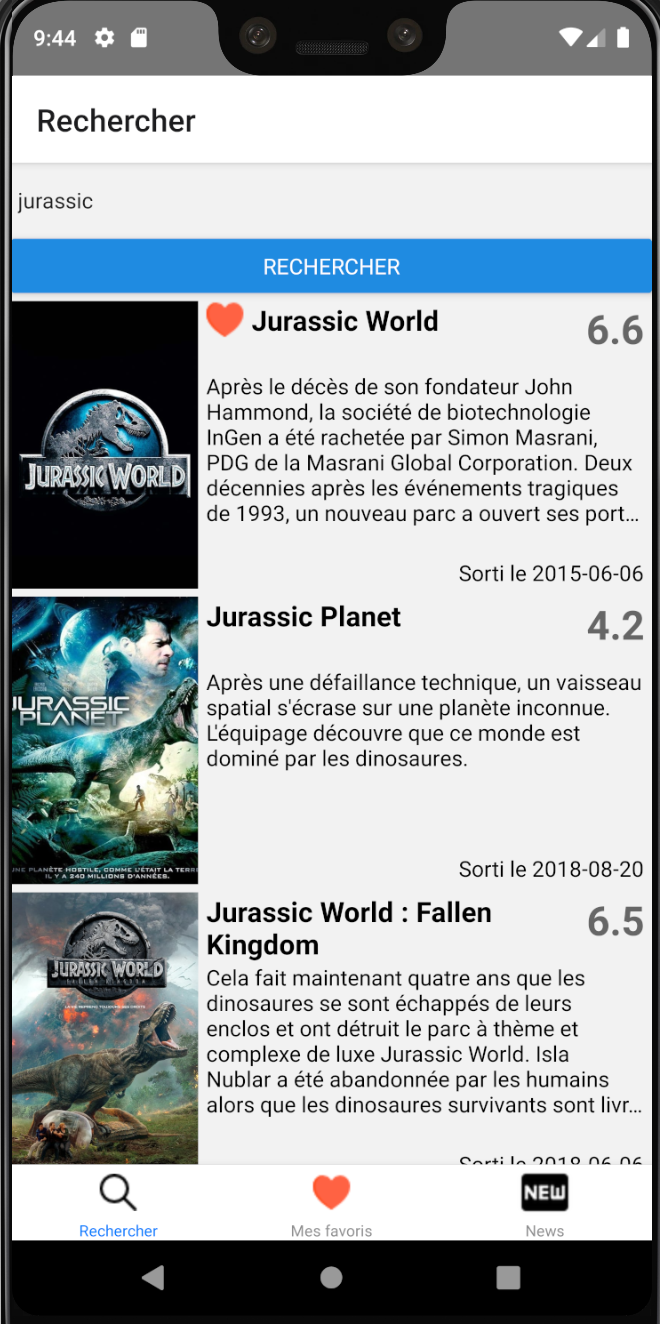 9:44
Rechercher
jurassic
RECHERCHER
Jurassic World
6.6
Après le décès de son fondateur John
Hammond, la société de biotechnologie
InGen a été rachetée par Simon Masrani,
PDG de la Masrani Global Corporation. Deux
décennies après les événements tragiques
de 1993, un nouveau parc a ouvert ses port...
Sorti le 2015-06-06
JURASSIC WORLD
Jurassic Planet
4.2
Après une défaillance technique, un vaisseau
spatial s'écrase sur une planète inconnue.
L'équipage découvre que ce monde est
dominé par les dinosaures.
Sorti le 2018-08-20
JURASSIC
PLANET
UNE PLANÈTE HOSTILE, COMME L'ÉTAIT LA TERRE
IL Y A 240 MILLIONS D'ANNÉES.
Jurassic World : Fallen
Kingdom
6.5
Cela fait maintenant quatre ans que les
dinosaures se sont échappés de leurs
enclos et ont détruit le parc à thème et
complexe de luxe Jurassic World. Isla
Nublar a été abandonnée par les humains
alors que les dinosaures survivants sont livr...
Sorti le 2018-06-06
JURASSIC WORLD
FALLEN KINGDOM
NEW
Rechercher
Mes favoris
News